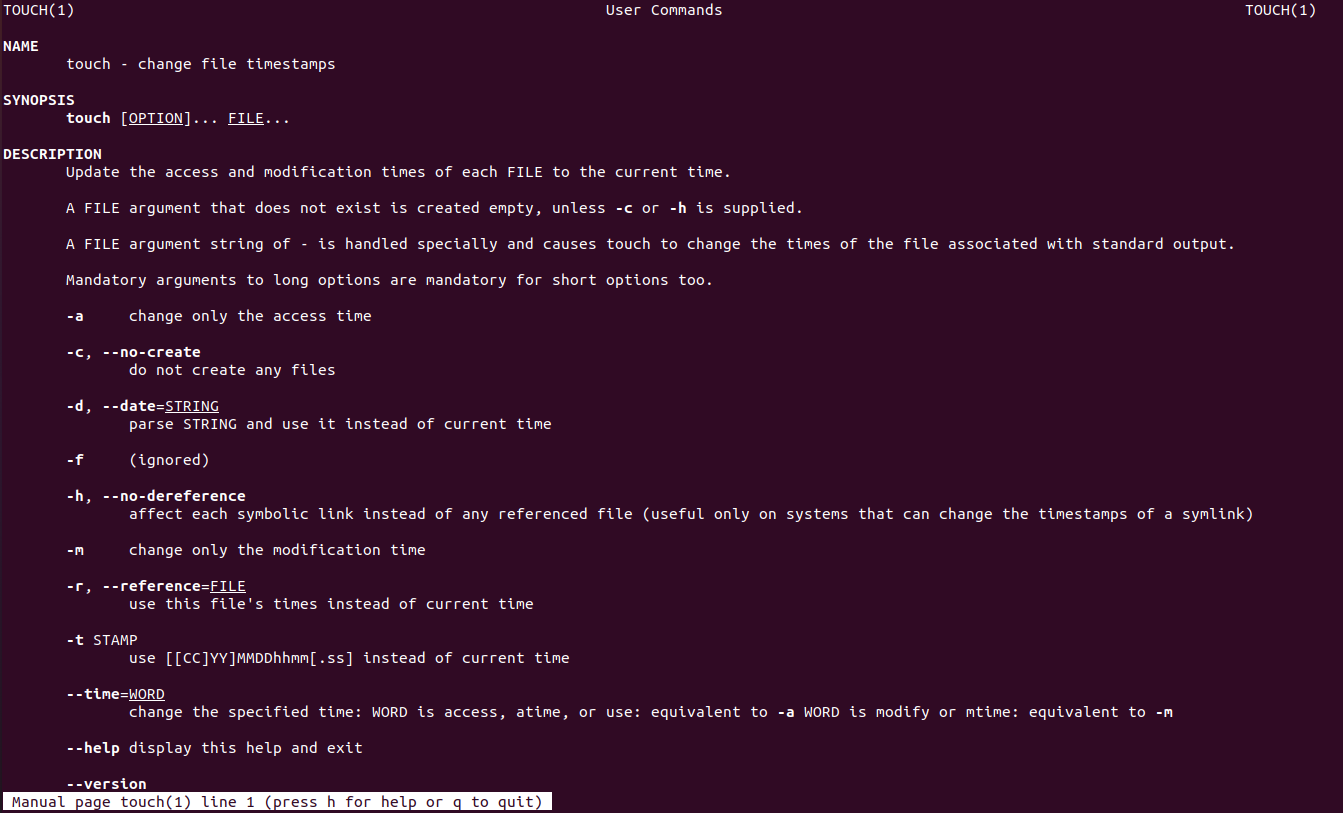 TOUCH(1) User Commands TOUCH(1)
NAME
touch - change file timestamps
SYNOPSIS
touch [OPTION]... FILE...
DESCRIPTION
Update the access and modification times of each FILE to the current time.
A FILE argument that does not exist is created empty, unless -c or -h is supplied.
A FILE argument string of - is handled specially and causes touch to change the times of the file associated with standard output.
Mandatory arguments to long options are mandatory for short options too.
-a change only the access time
-c, --no-create
do not create any files
-d, --date=STRING
parse STRING and use it instead of current time
-f (ignored)
-h, --no-dereference
affect each symbolic link instead of any referenced file (useful only on systems that can change the timestamps of a symlink)
-m change only the modification time
-r, --reference=FILE
use this file's times instead of current time
-t STAMP
use [[CC]YY]MMDDhhmm[.ss] instead of current time
--time=WORD
change the specified time: WORD is access, atime, or use: equivalent to -a WORD is modify or mtime: equivalent to -m
--help display this help and exit
--version
Manual page touch(1) line 1 (press h for help or q to quit)